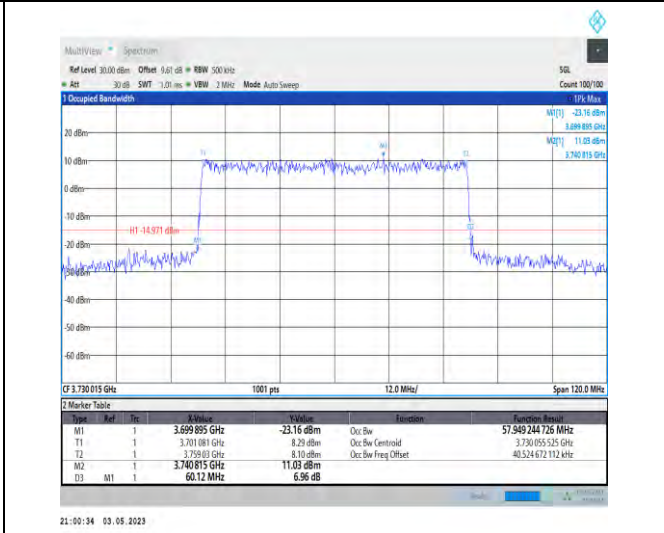 MultiView Spectrum
Ref Level 30.00 dBm Offset 9.61 dB RBW 500 kHz SGL
Att 30 dB SWT 1.01 ms VBW 2 MHz Mode Auto Sweep Count 100/100
1 Occupied Bandwidth 1Pk Max
M1[1] -23.16 dBm
3.699 895 GHz
20 dBm
M2[1] 11.03 dBm
3.740 815 GHz
10 dBm
0 dBm
-10 dBm
H1 -14.971 dBm
-20 dBm
-30 dBm
-40 dBm
-50 dBm
-60 dBm
CF 3.730 015 GHz 1001 pts 12.0 MHz/ Span 120.0 MHz
2 Marker Table
Type Ref Trc X-Value Y-Value Function Function Result
M1 1 3.699 895 GHz -23.16 dBm Occ Bw 57.949 244 726 MHz
T1 1 3.701 081 GHz 8.29 dBm Occ Bw Centroid 3.730 055 525 GHz
T2 1 3.759 03 GHz 8.10 dBm Occ Bw Freq Offset 40.524 672 112 kHz
M2 1 3.740 815 GHz 11.03 dBm
D3 M1 1 60.12 MHz 6.96 dB
21:00:34 03.05.2023